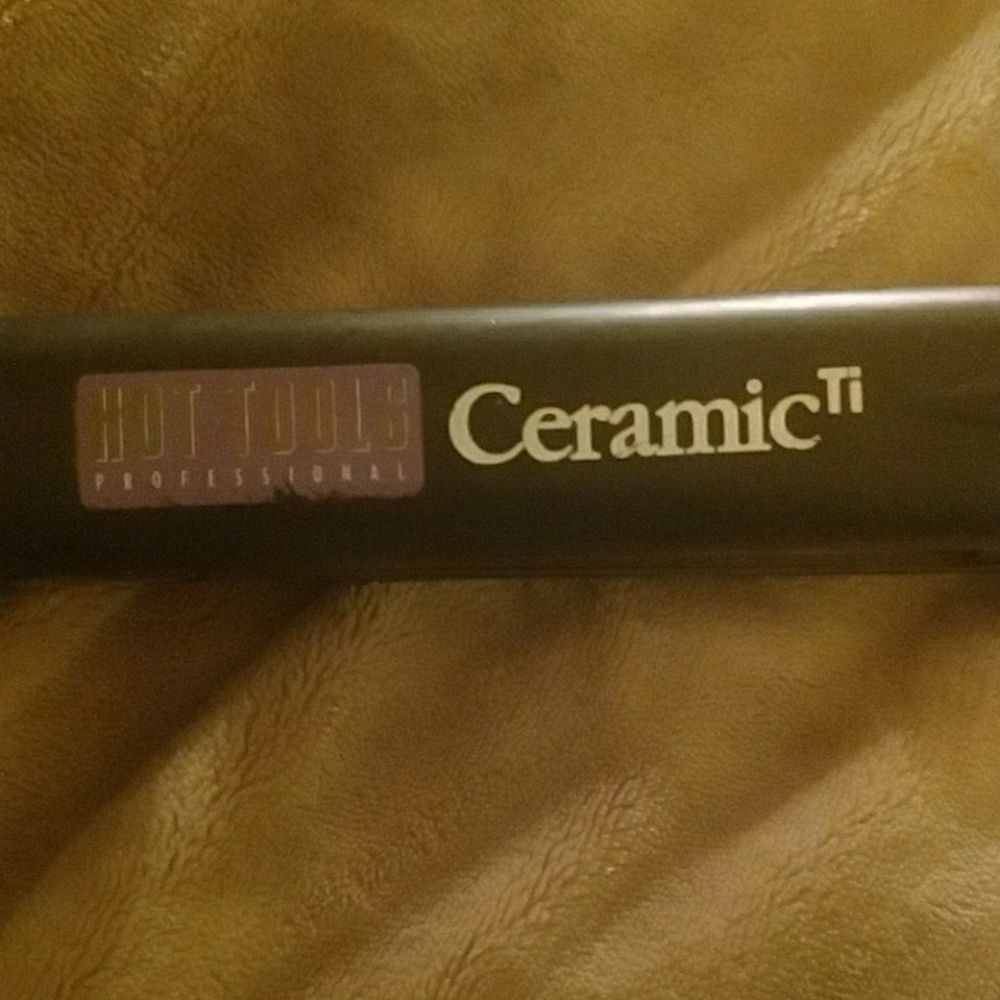 HOT TOOLS
PROFESSIONAL
Ceramic Ti